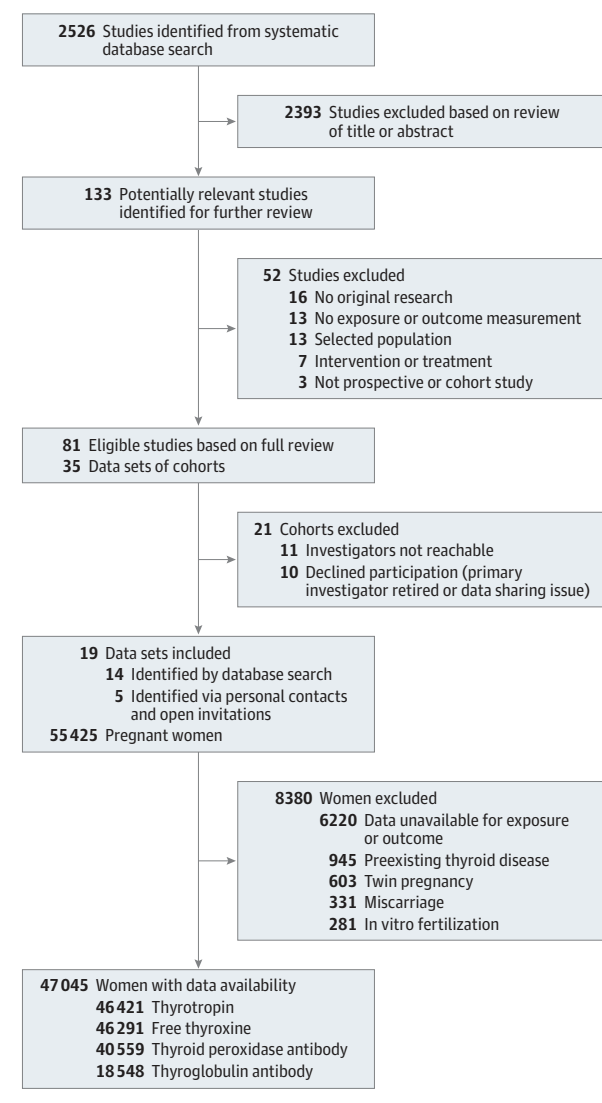 2526 Studies identified from systematic
database search
2393 Studies excluded based on review
of title or abstract
133 Potentially relevant studies
identified for further review
52 Studies excluded
16 No original research
13 No exposure or outcome measurement
13 Selected population
7 Intervention or treatment
3 Not prospective or cohort study
81 Eligible studies based on full review
35 Data sets of cohorts
21 Cohorts excluded
11 Investigators not reachable
10 Declined participation (primary
investigator retired or data sharing issue)
19 Data sets included
14 Identified by database search
5 Identified via personal contacts
and open invitations
55425 Pregnant women
8380 Women excluded
6220 Data unavailable for exposure
or outcome
945 Preexisting thyroid disease
603 Twin pregnancy
331 Miscarriage
281 In vitro fertilization
47045 Women with data availability
46421 Thyrotropin
46291 Free thyroxine
40559 Thyroid peroxidase antibody
18548 Thyroglobulin antibody